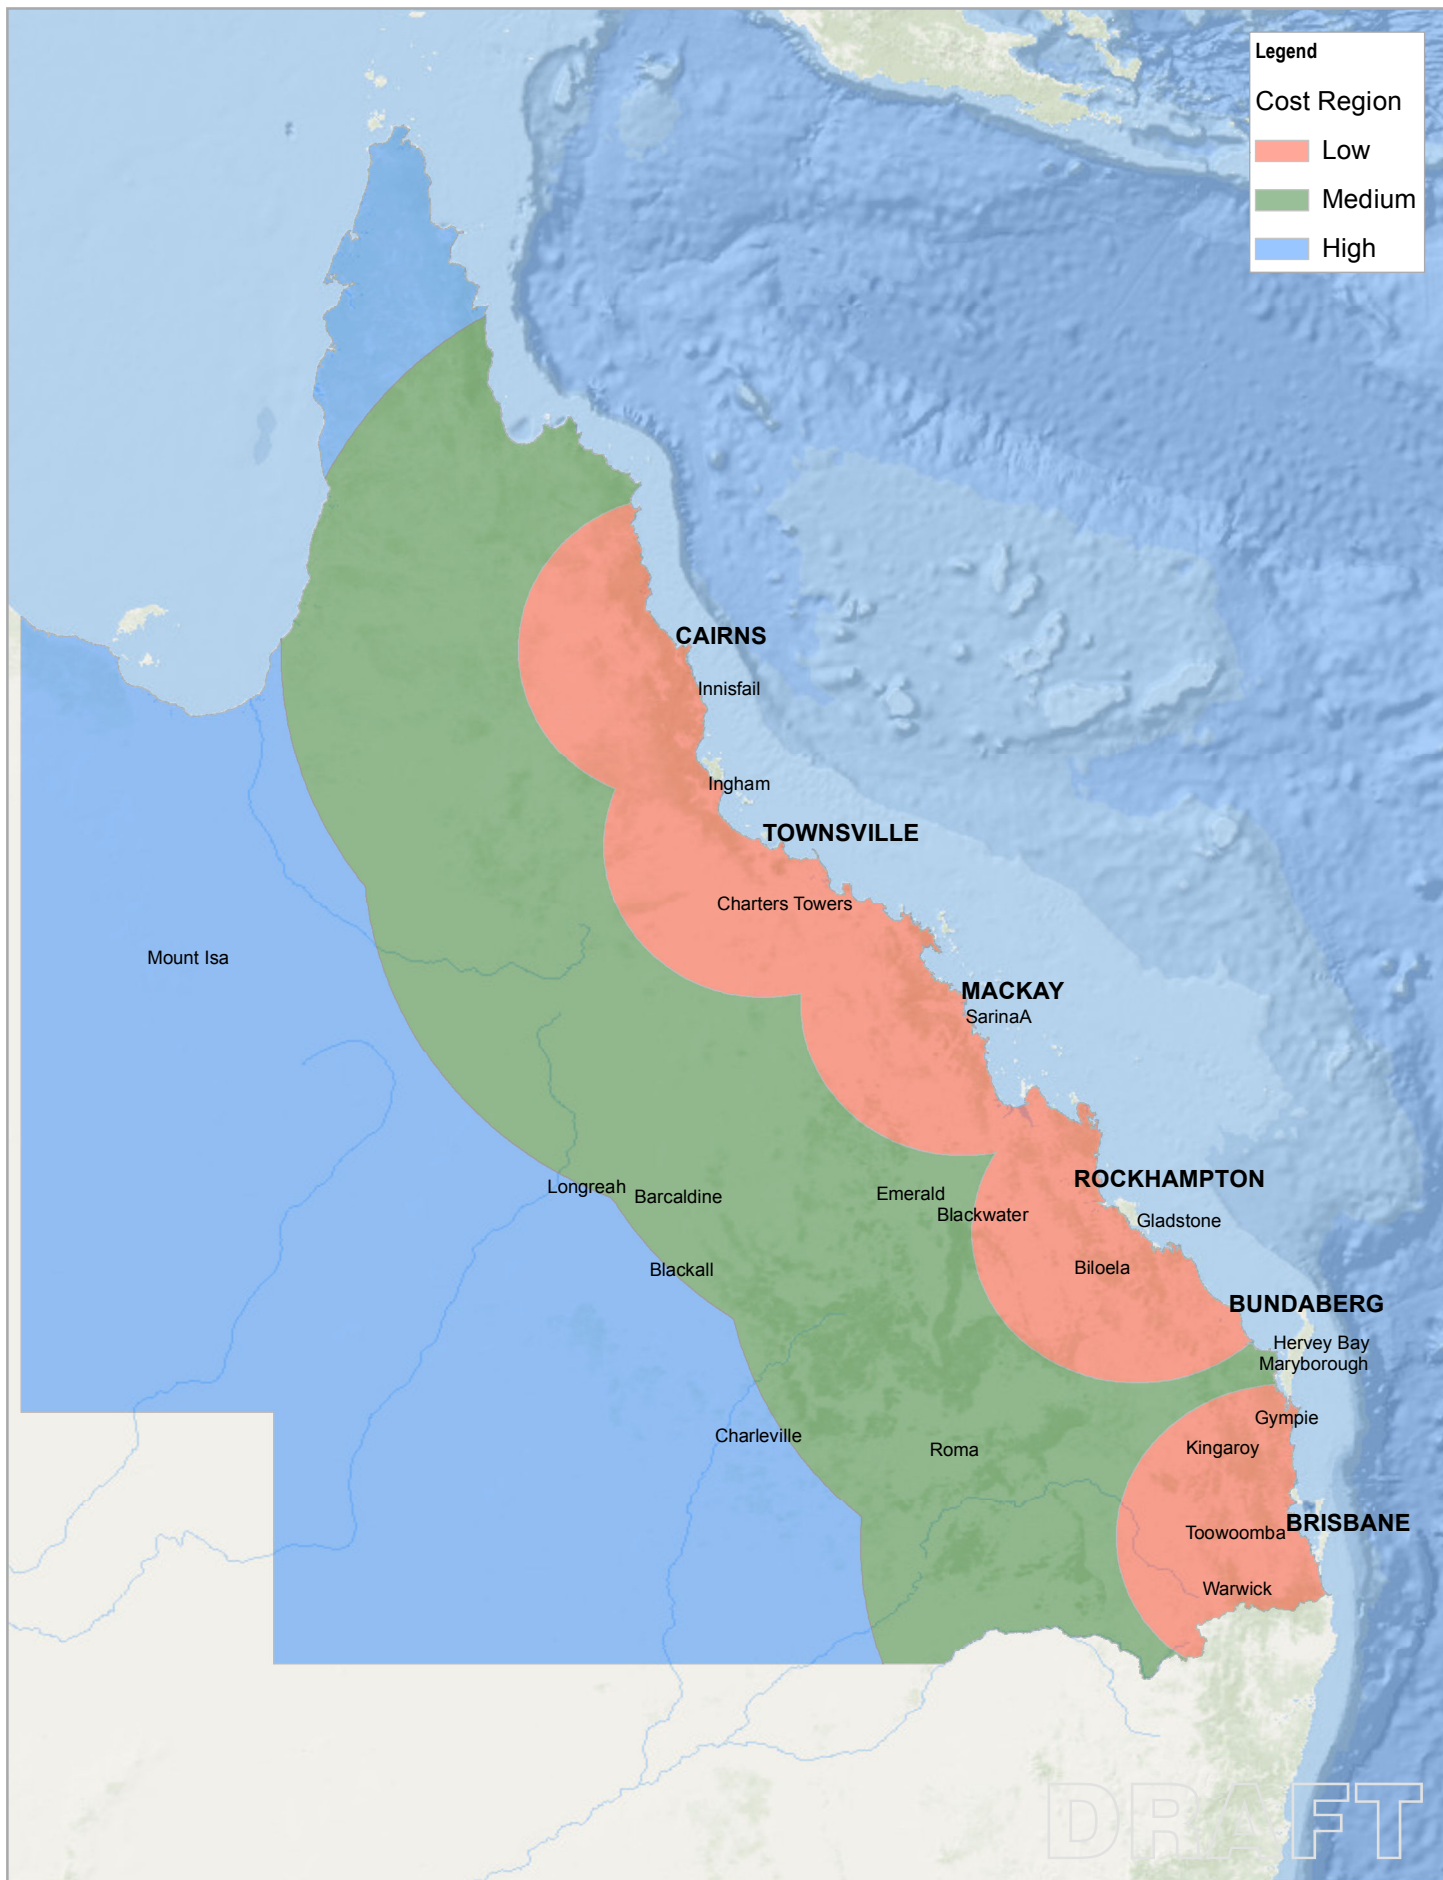 Legend
Cost Region
Low
Medium
High
CAIRNS
Innisfail
Ingham
TOWNSVILLE
Charters Towers
Mount Isa
MACKAY
SarinaA
ROCKHAMPTON
Longreah
Barcaldine
Emerald
Blackwater
Gladstone
Blackall
Biloela
BUNDABERG
Hervey Bay
Maryborough
Gympie
Charleville
Roma
Kingaroy
BRISBANE
Toowoomba
Warwick
DRAFT